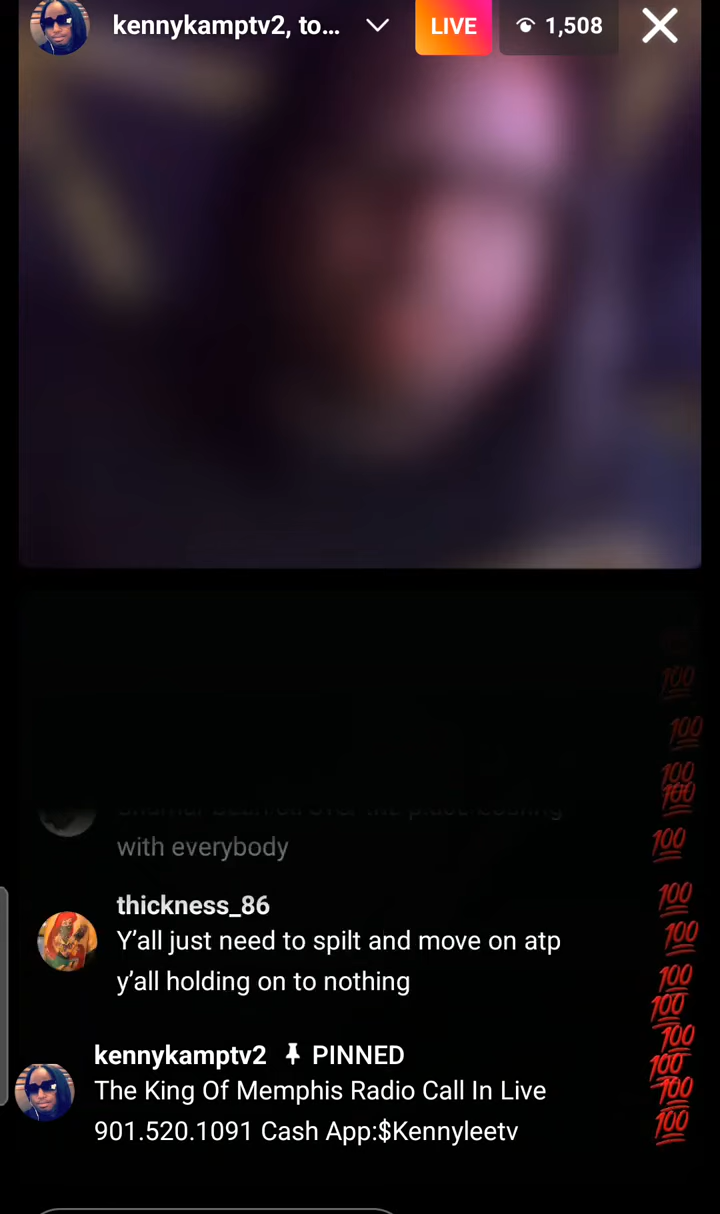 kennykamptv2, to...
LIVE
1,508
with everybody
thickness_86
Y'all just need to spilt and move on atp
y'all holding on to nothing
kennykamptv2 PINNED
The King Of Memphis Radio Call In Live
901.520.1091 Cash App:$Kennyleetv
100
100
100
100
100
100
100
100
100
100
100
100
100